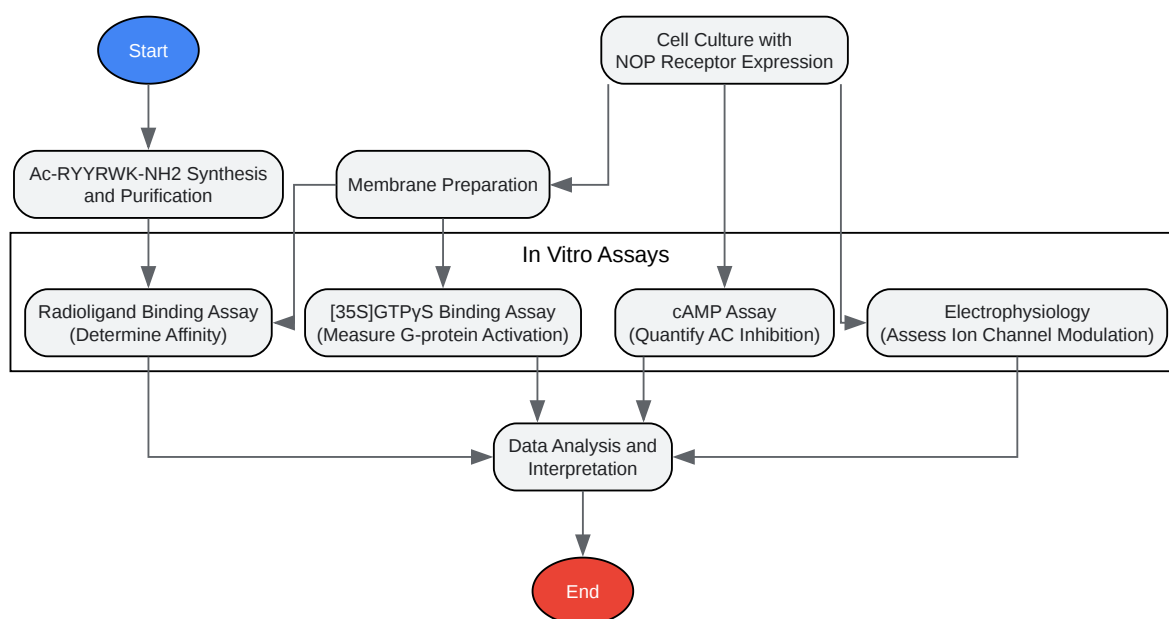 Start
Cell Culture with
NOP Receptor Expression
Ac-RYYRWK-NH2 Synthesis
and Purification
Membrane Preparation
In Vitro Assays
Radioligand Binding Assay
(Determine Affinity)
[35S]GTPγS Binding Assay
(Measure G-protein Activation)
cAMP Assay
(Quantify AC Inhibition)
Electrophysiology
(Assess Ion Channel Modulation)
Data Analysis and
Interpretation
End